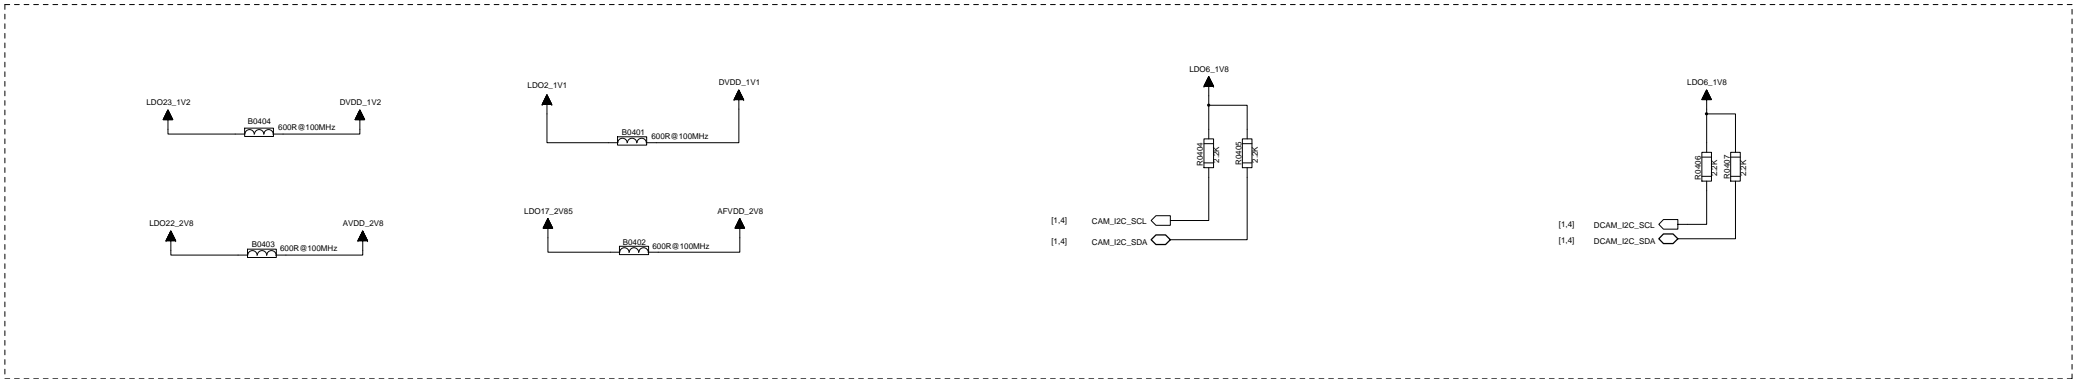 LDO23_1V2
DVDD_1V2
B0404
600R@100MHz
LDO2_1V1
DVDD_1V1
B0401
600R@100MHz
LDO22_2V8
AVDD_2V8
B0403
600R@100MHz
LDO17_2V85
AFVDD_2V8
B0402
600R@100MHz
LDO6_1V8
R0404
2.2K
R0405
2.2K
[1,4] CAM_I2C_SCL
[1,4] CAM_I2C_SDA
LDO6_1V8
R0406
2.2K
R0407
2.2K
[1,4] DCAM_I2C_SCL
[1,4] DCAM_I2C_SDA